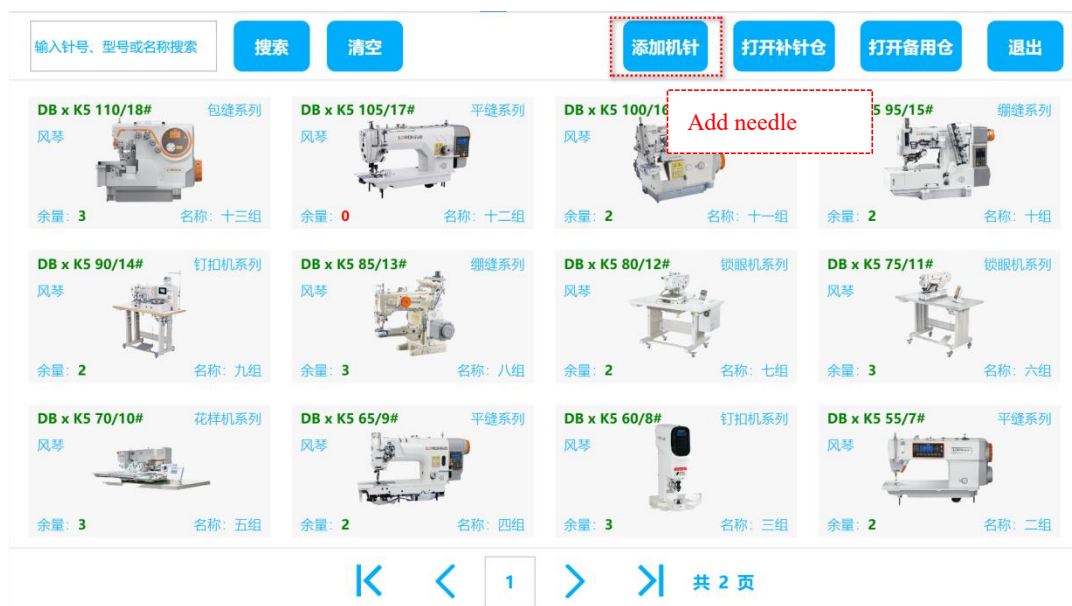 输入针号、型号或名称搜索 搜索 清空 添加机针 打开补针仓 打开备用仓 退出
Add needle
DB x K5 110/18# 包缝系列 DB x K5 105/17# 平缝系列 DB x K5 100/16 5 95/15# 绷缝系列
风琴 风琴 风琴
余量: 3 名称: 十三组 余量: 0 名称: 十二组 余量: 2 名称: 十一组 余量: 2 名称: 十组
DB x K5 90/14# 钉扣机系列 DB x K5 85/13# 绷缝系列 DB x K5 80/12# 锁眼机系列 DB x K5 75/11# 锁眼机系列
风琴 风琴 风琴 风琴
余量: 2 名称: 九组 余量: 3 名称: 八组 余量: 2 名称: 七组 余量: 3 名称: 六组
DB x K5 70/10# 花样机系列 DB x K5 65/9# 平缝系列 DB x K5 60/8# 钉扣机系列 DB x K5 55/7# 平缝系列
风琴 风琴 风琴 风琴
余量: 3 名称: 五组 余量: 2 名称: 四组 余量: 3 名称: 三组 余量: 2 名称: 二组
1 共 2 页